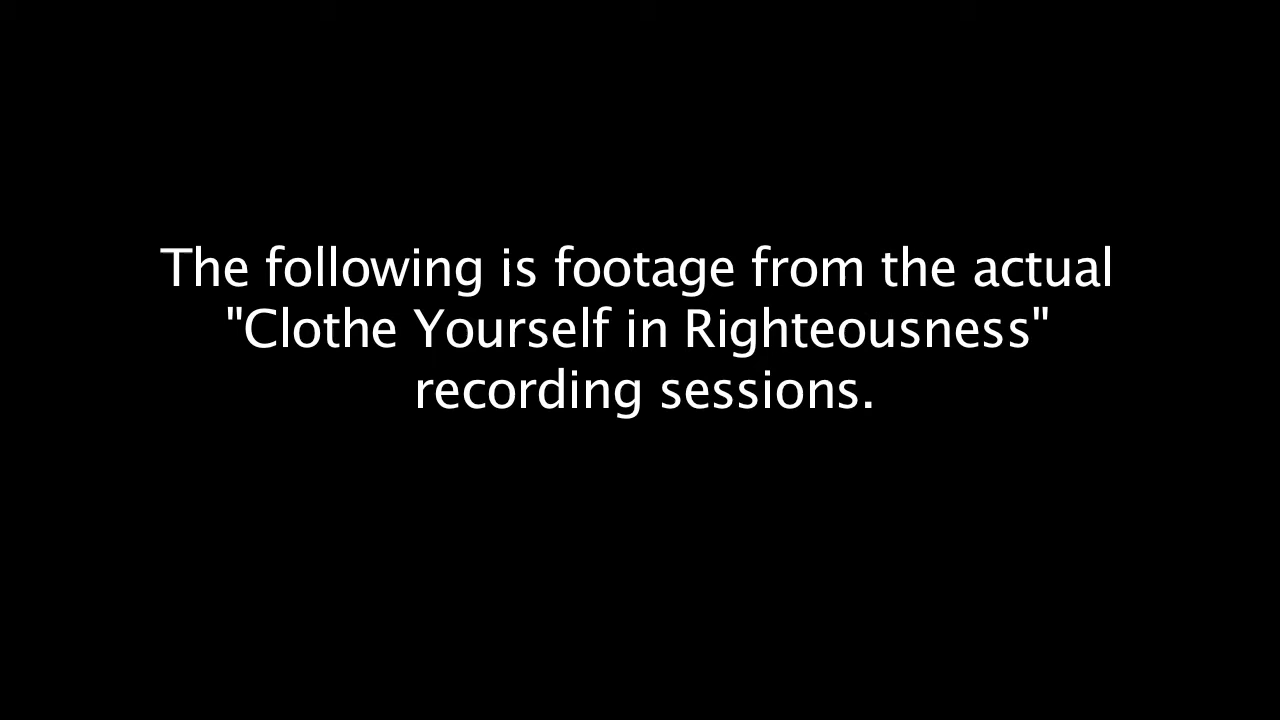 The following is footage from the actual
"Clothe Yourself in Righteousness"
recording sessions.